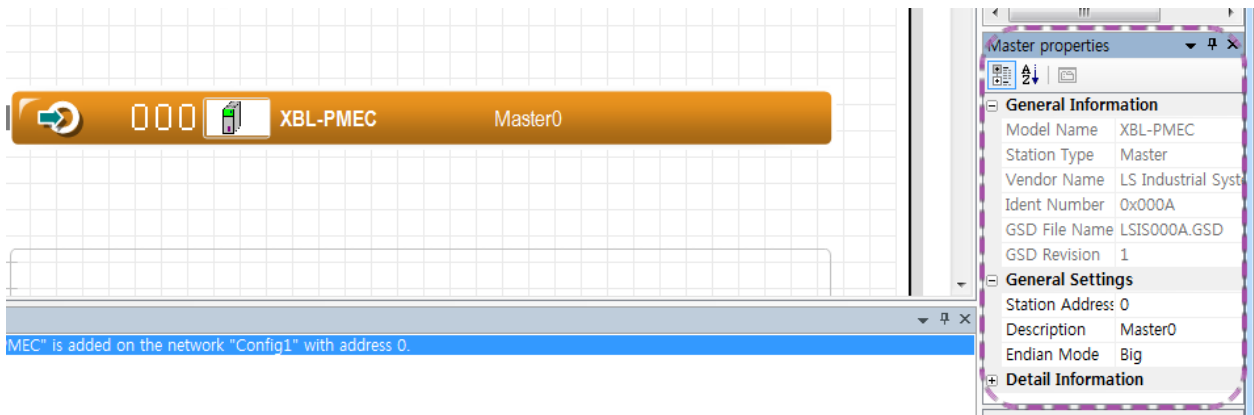 000 XBL-PMEC Master0
MEC" is added on the network "Config1" with address 0.
Master properties
General Information
Model Name XBL-PMEC
Station Type Master
Vendor Name LS Industrial Syst
Ident Number 0x000A
GSD File Name LSIS000A.GSD
GSD Revision 1
General Settings
Station Address 0
Description Master0
Endian Mode Big
Detail Information